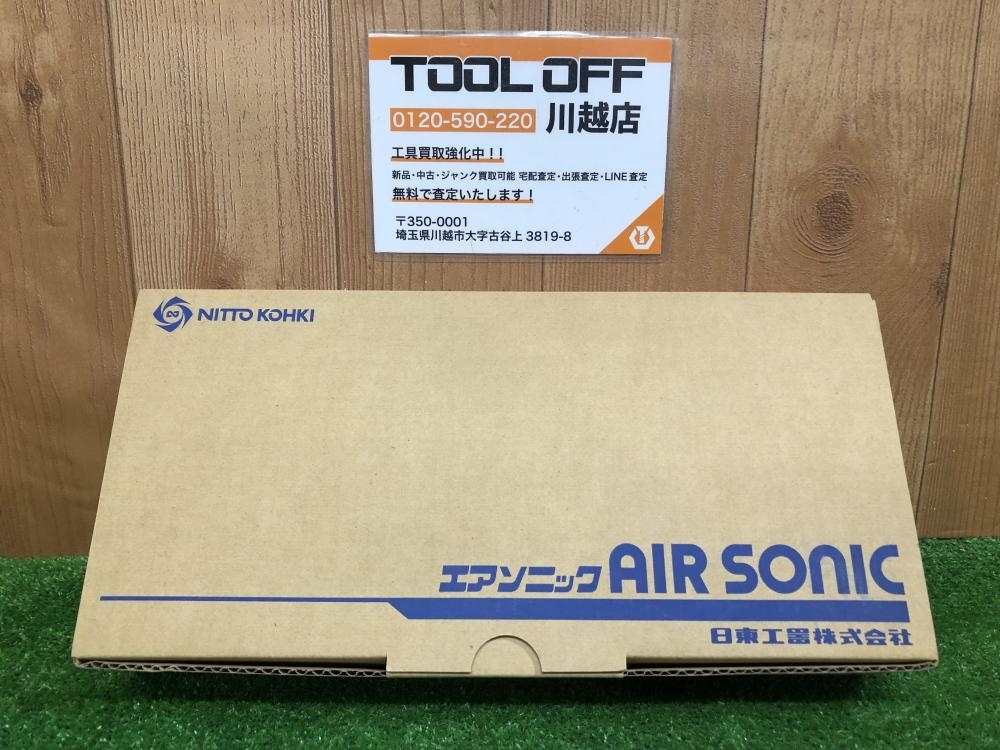 TOOL OFF
0120-590-220 川越店
工具買取強化中！！
新品・中古・ジャンク買取可能 宅配査定・出張査定・LINE査定
無料で査定いたします！
〒350-0001
埼玉県川越市大字古谷上 3819-8
NITTO KOHKI
エアソニック AIR SONIC
日東工器株式会社